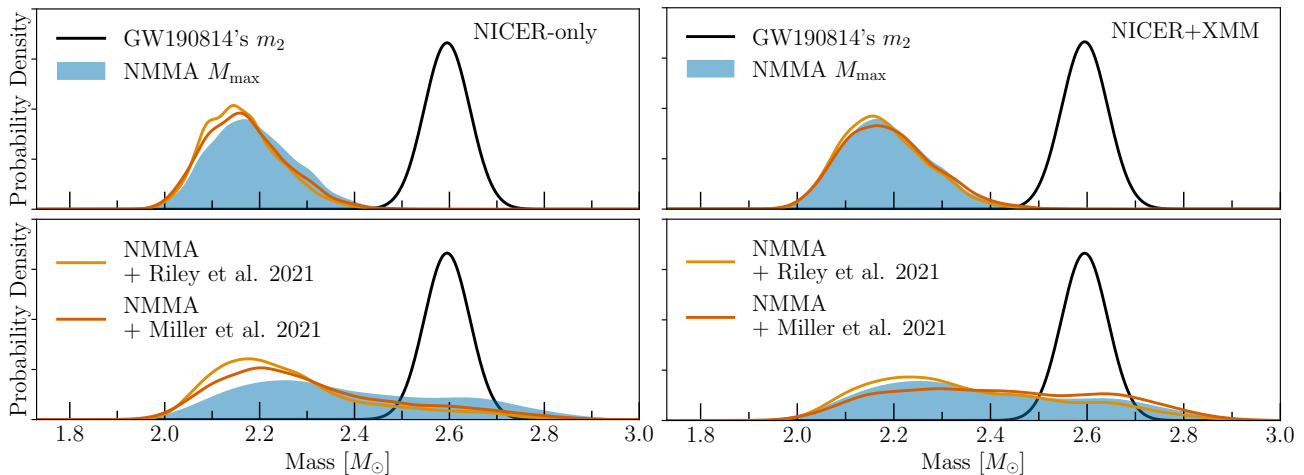 Probability Density
GW190814's m₂
NMMA Mₘₐₓ
NICER-only
GW190814's m₂
NMMA Mₘₐₓ
NICER+XMM
Probability Density
NMMA
+ Riley et al. 2021
NMMA
+ Miller et al. 2021
NMMA
+ Riley et al. 2021
NMMA
+ Miller et al. 2021
1.8 2.0 2.2 2.4 2.6 2.8 3.0
1.8 2.0 2.2 2.4 2.6 2.8 3.0
Mass [M⊙]
Mass [M⊙]